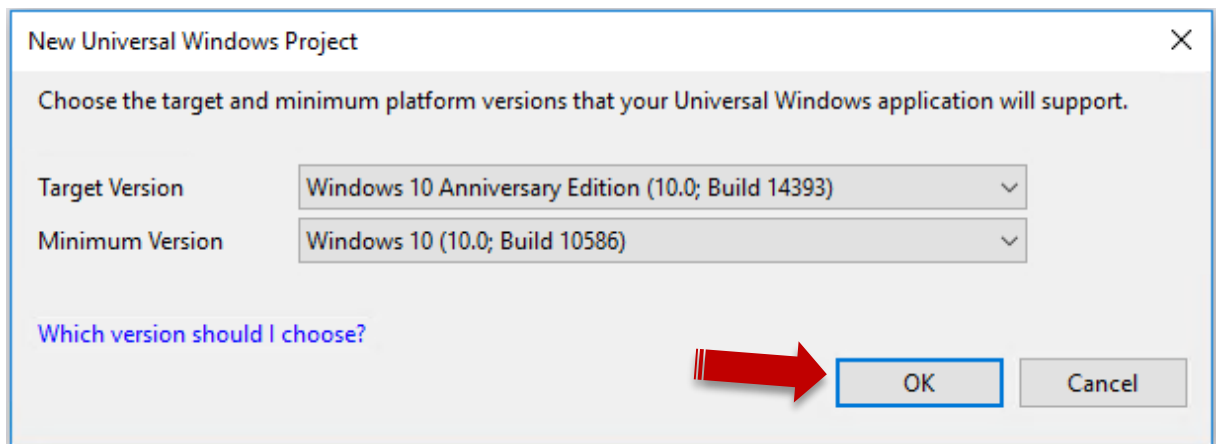 New Universal Windows Project
Choose the target and minimum platform versions that your Universal Windows application will support.
Target Version Windows 10 Anniversary Edition (10.0; Build 14393)
Minimum Version Windows 10 (10.0; Build 10586)
Which version should I choose?
OK Cancel